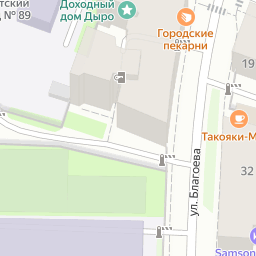 Доходный
дом Дыро
Городские
пекарни
тский
№ 89
19
Такояки-М
ул. Благоева
32
Samson